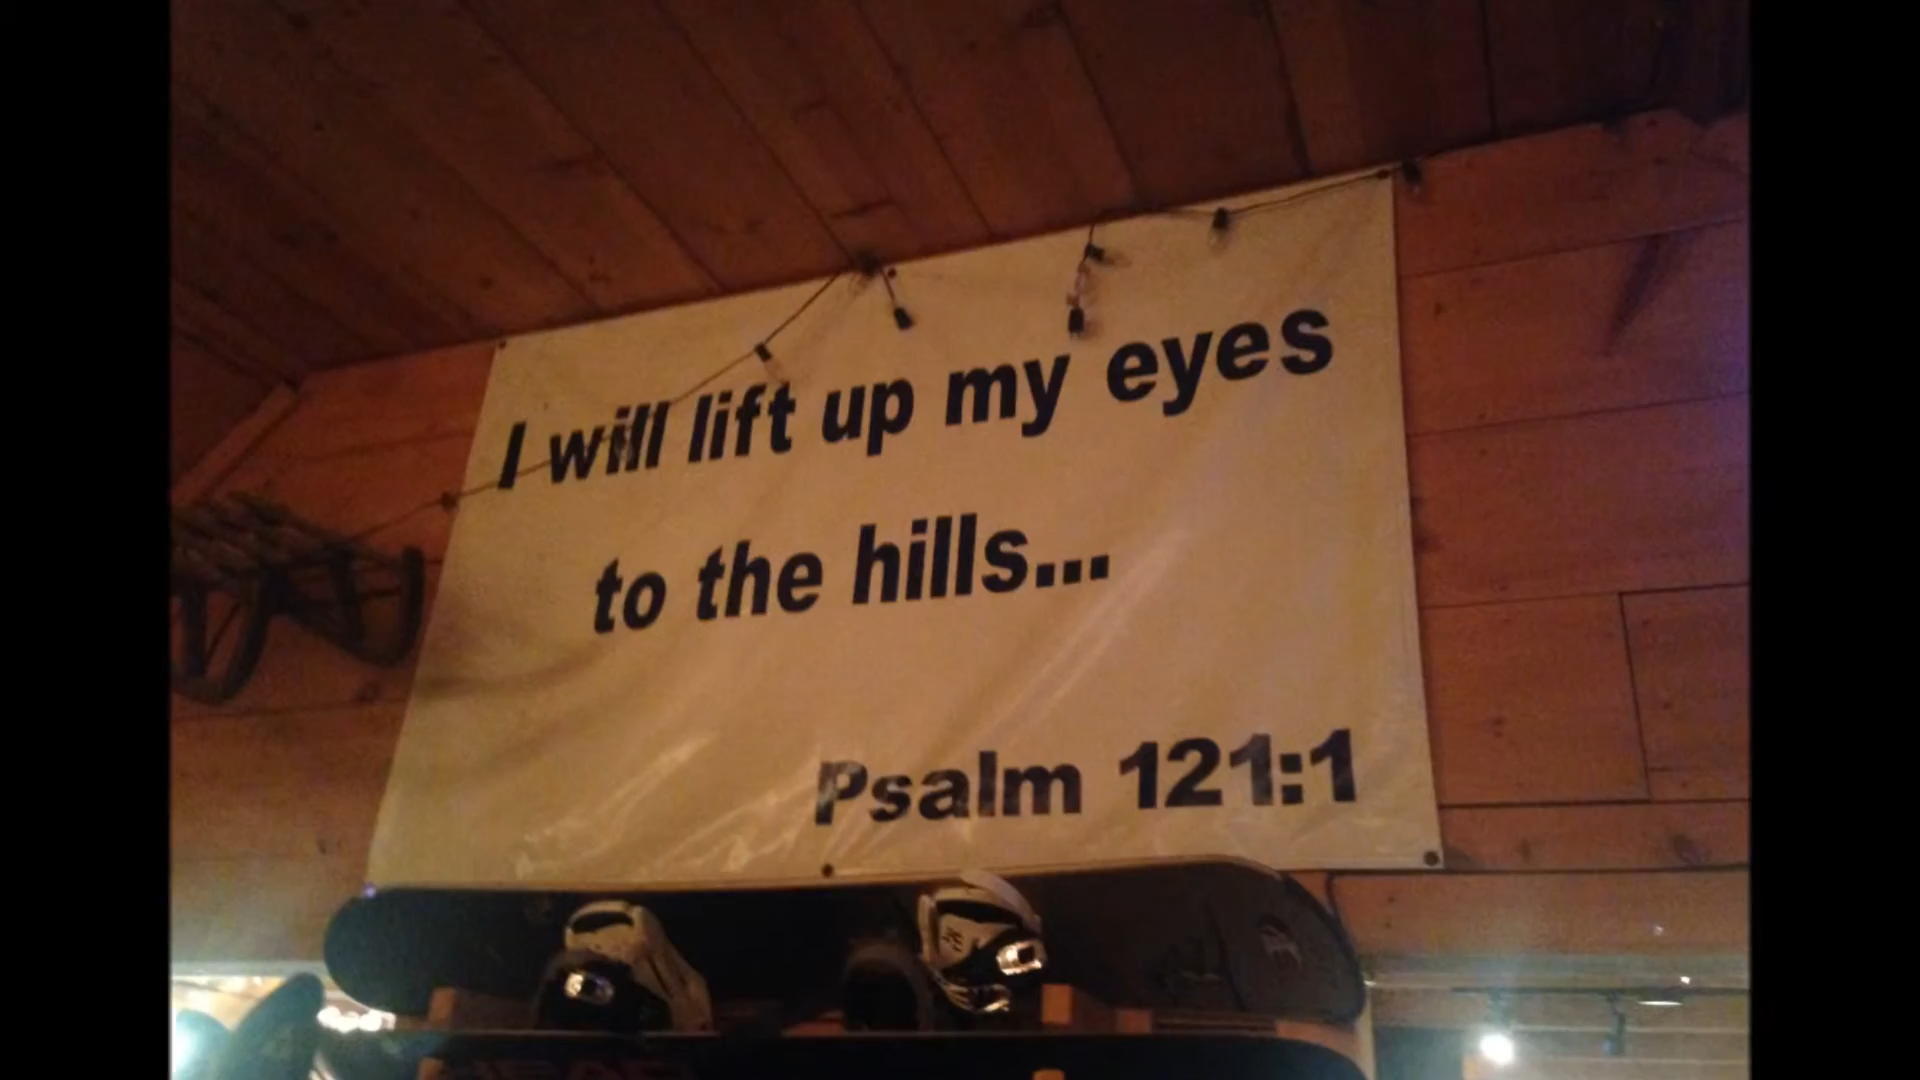 I will lift up my eyes
to the hills...
Psalm 121:1